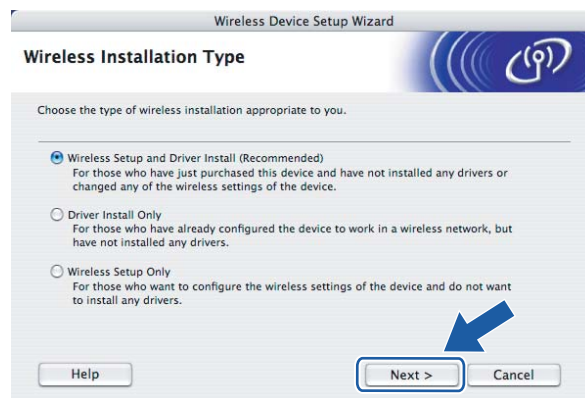 Wireless Device Setup Wizard
Wireless Installation Type
Choose the type of wireless installation appropriate to you.
Wireless Setup and Driver Install (Recommended)
For those who have just purchased this device and have not installed any drivers or
changed any of the wireless settings of the device.
Driver Install Only
For those who have already configured the device to work in a wireless network, but
have not installed any drivers.
Wireless Setup Only
For those who want to configure the wireless settings of the device and do not want
to install any drivers.
Help
Next >
Cancel